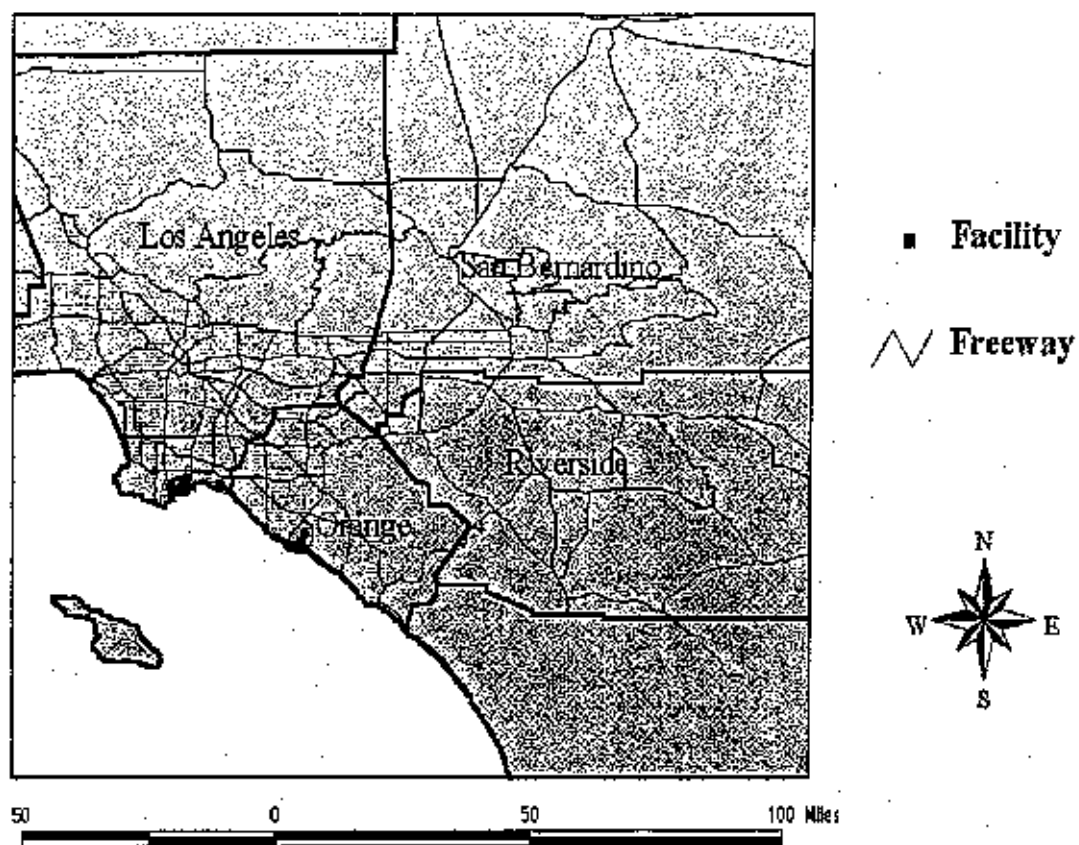 Los Angeles
San Bernardino
Facility
Freeway
Riverside
Orange
N
W E
S
50 0 50 100 Miles